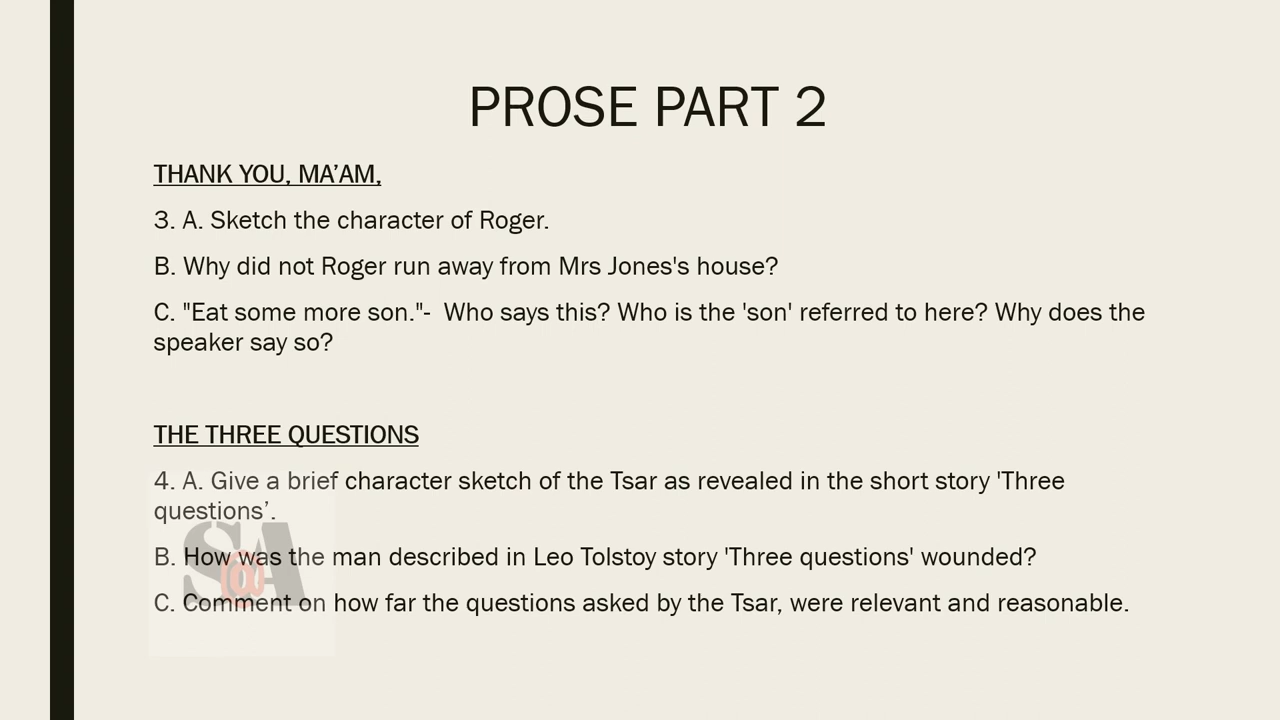 PROSE PART 2
THANK YOU, MA’AM,
3. A. Sketch the character of Roger.
B. Why did not Roger run away from Mrs Jones's house?
C. "Eat some more son."-  Who says this? Who is the 'son' referred to here? Why does the
speaker say so?
THE THREE QUESTIONS
4. A. Give a brief character sketch of the Tsar as revealed in the short story 'Three
questions’.
B. How was the man described in Leo Tolstoy story 'Three questions' wounded?
C. Comment on how far the questions asked by the Tsar, were relevant and reasonable.
S@A